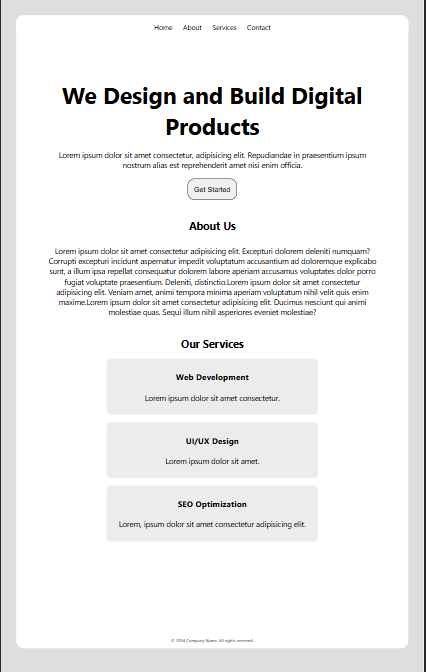 Home About Services Contact
We Design and Build Digital
Products
Lorem ipsum dolor sit amet consectetur, adipisicing elit. Repudiandae in praesentium ipsum
nostrum alias est reprehenderit amet nisi enim officia.
Get Started
About Us
Lorem ipsum dolor sit amet consectetur adipisicing elit. Excepturi dolorem deleniti numquam?
Corrupti excepturi incidunt aspernatur impedit voluptatum accusantium ad doloremque explicabo
sunt, a illum ipsa repellat consequatur dolorem labore aperiam accusamus voluptates dolor porro
fugiat voluptate praesentium. Deleniti, distinctio.Lorem ipsum dolor sit amet consectetur
adipisicing elit. Veniam amet, animi tempora minima aperiam voluptatum nihil velit quis enim
maxime.Lorem ipsum dolor sit amet consectetur adipisicing elit. Ducimus nesciunt qui animi
molestiae quas. Sequi illum nihil asperiores eveniet molestiae?
Our Services
Web Development
Lorem ipsum dolor sit amet consectetur.
UI/UX Design
Lorem ipsum dolor sit amet.
SEO Optimization
Lorem, ipsum dolor sit amet consectetur adipisicing elit.
© 2024 Company Name. All rights reserved.